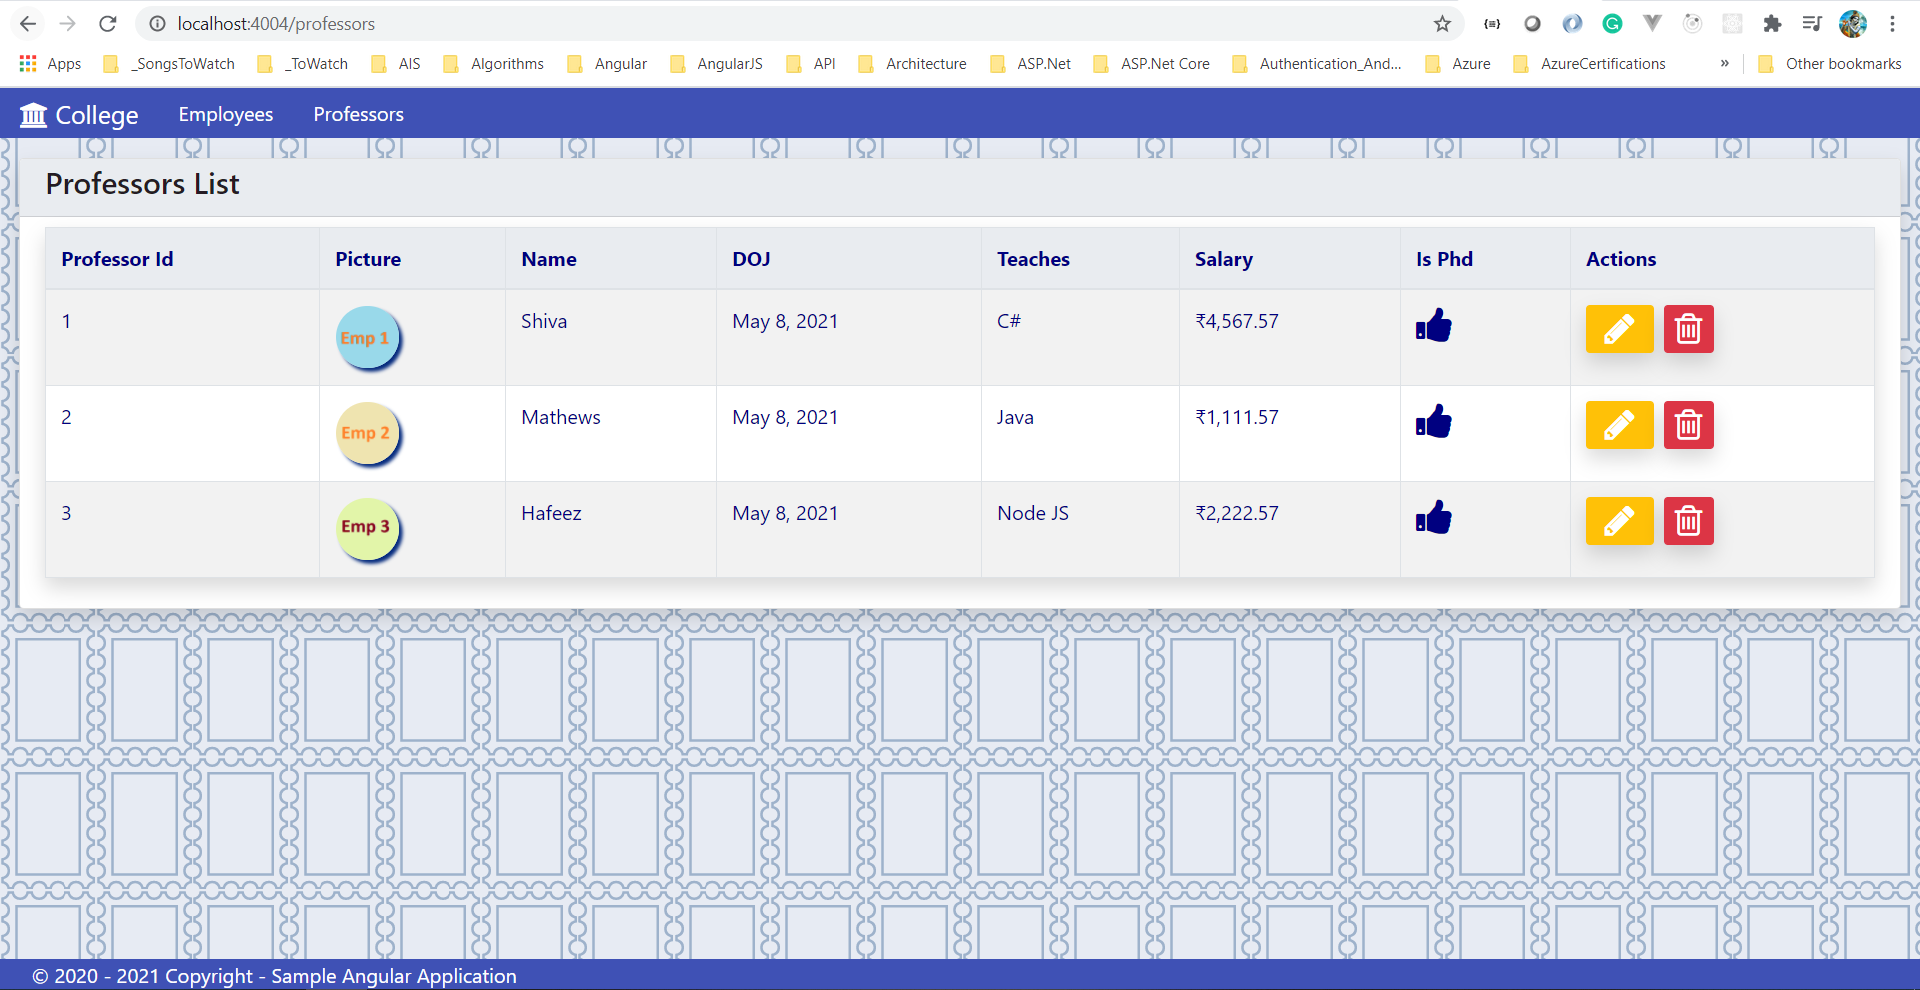 localhost:4004/professors
Apps _SongsToWatch _ToWatch AIS Algorithms Angular AngularJS API Architecture ASP.Net ASP.Net Core Authentication_And... Azure AzureCertifications » Other bookmarks
College Employees Professors
Professors List
Professor Id Picture Name DOJ Teaches Salary Is Phd Actions
1 Emp 1 Shiva May 8, 2021 C# ₹4,567.57
2 Emp 2 Mathews May 8, 2021 Java ₹1,111.57
3 Emp 3 Hafeez May 8, 2021 Node JS ₹2,222.57
© 2020 - 2021 Copyright - Sample Angular Application